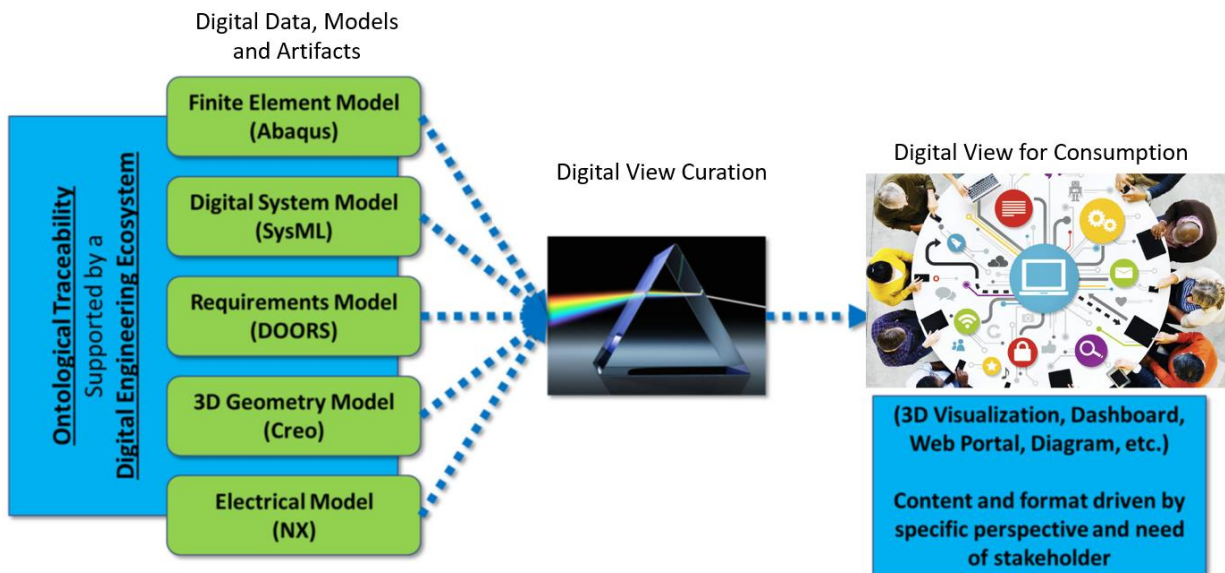 Digital Data, Models
and Artifacts
Ontological Traceability
Supported by a
Digital Engineering Ecosystem
Finite Element Model
(Abaqus)
Digital System Model
(SysML)
Requirements Model
(DOORS)
3D Geometry Model
(Creo)
Electrical Model
(NX)
Digital View Curation
Digital View for Consumption
(3D Visualization, Dashboard,
Web Portal, Diagram, etc.)
Content and format driven by
specific perspective and need
of stakeholder